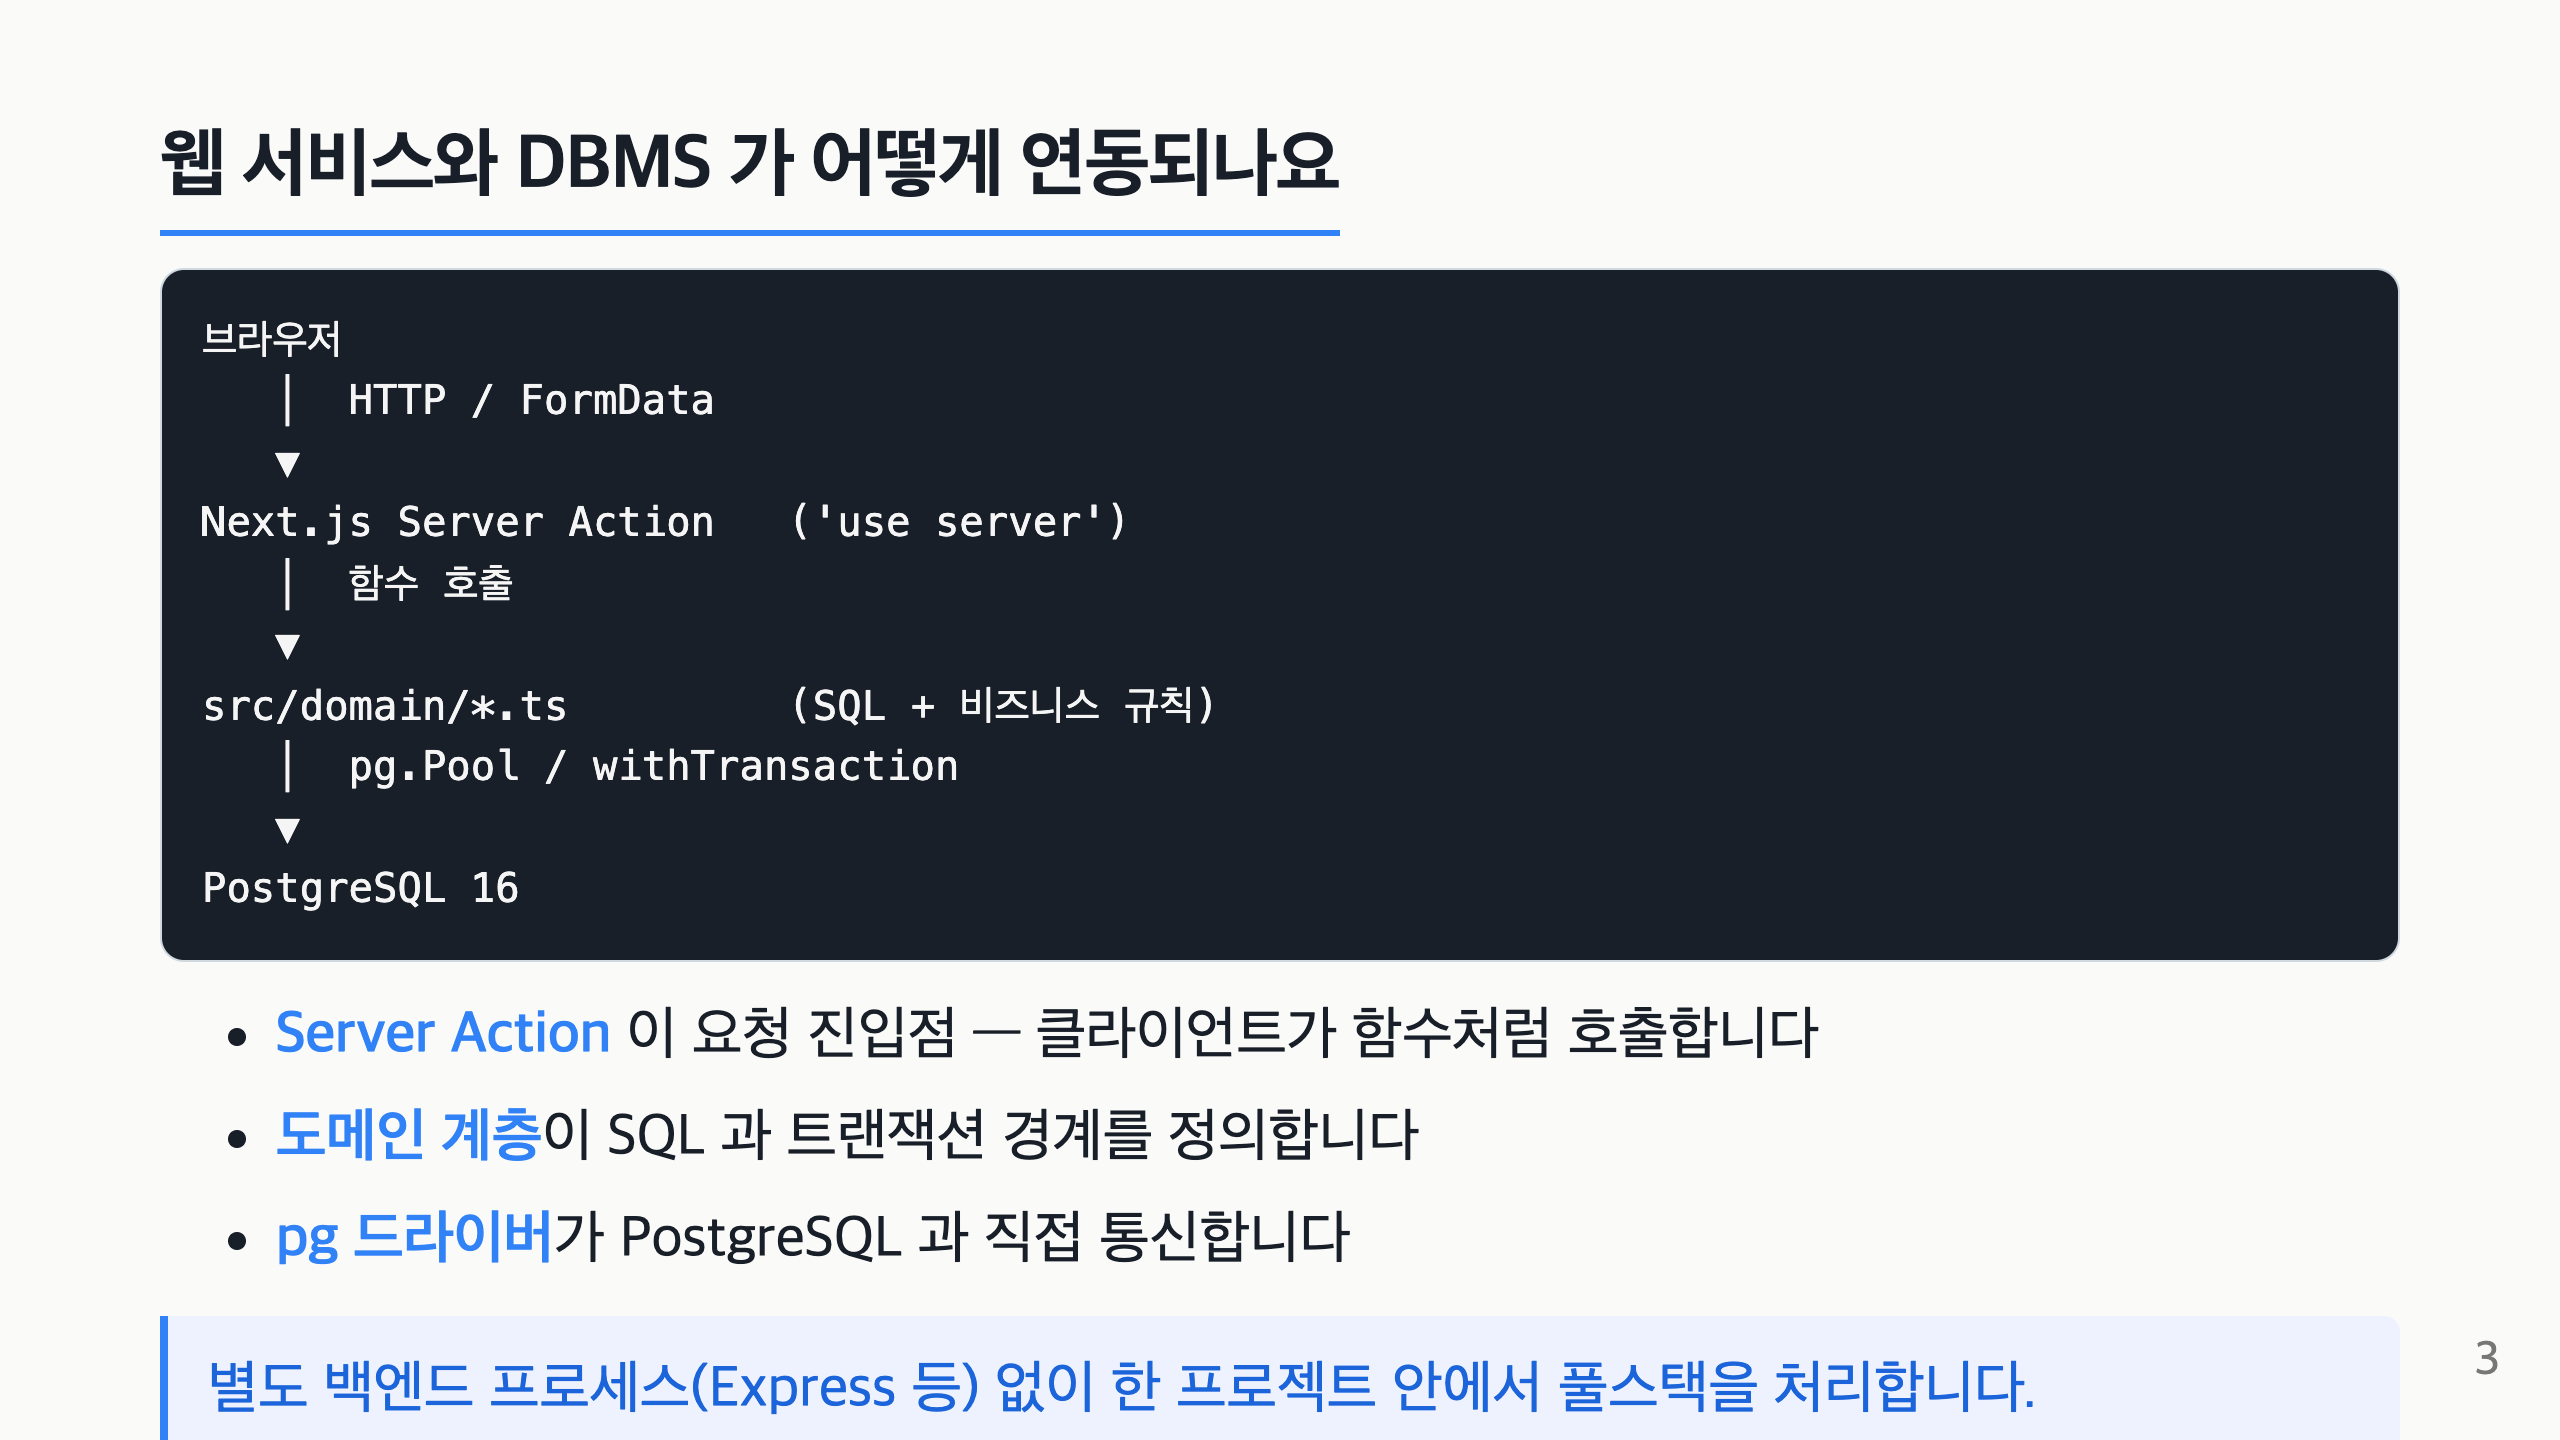 웹 서비스와 DBMS 가 어떻게 연동되나요
브라우저
│  HTTP / FormData
▼
Next.js Server Action   ('use server')
│  함수 호출
▼
src/domain/*.ts         (SQL + 비즈니스 규칙)
│  pg.Pool / withTransaction
▼
PostgreSQL 16
• Server Action 이 요청 진입점 — 클라이언트가 함수처럼 호출합니다
• 도메인 계층이 SQL 과 트랜잭션 경계를 정의합니다
• pg 드라이버가 PostgreSQL 과 직접 통신합니다
별도 백엔드 프로세스(Express 등) 없이 한 프로젝트 안에서 풀스택을 처리합니다.
3